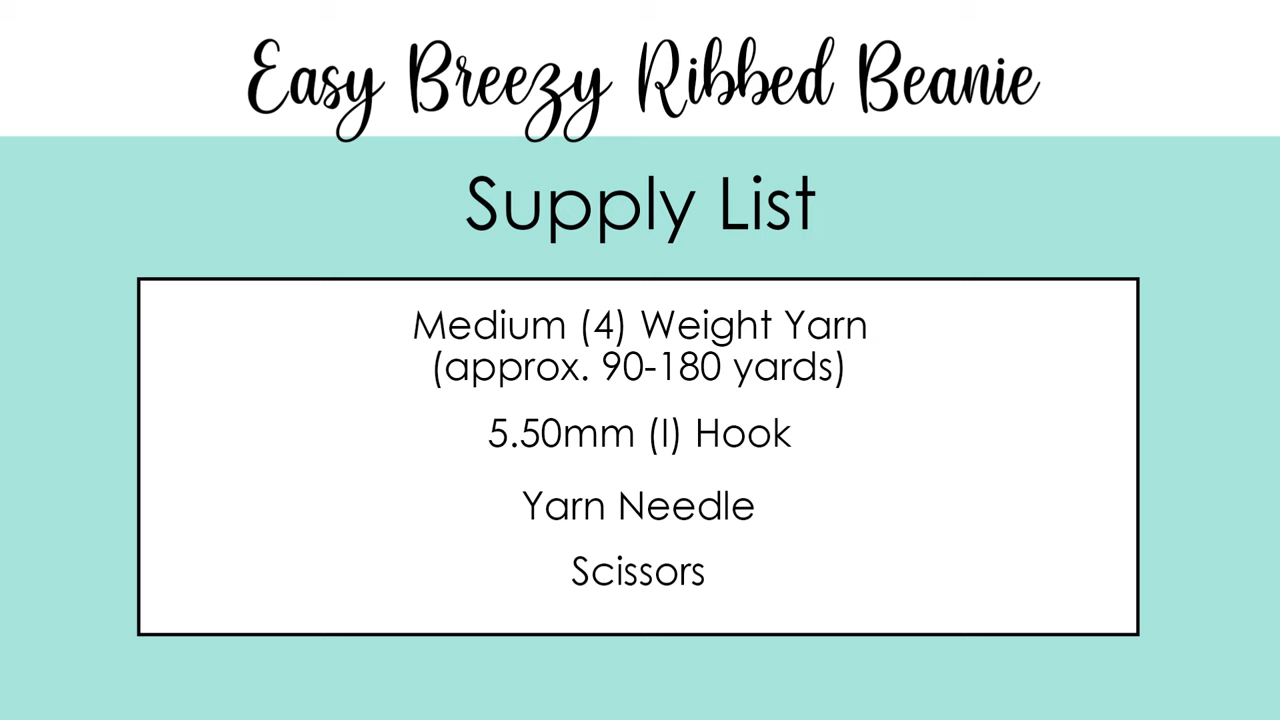 Easy Breezy Ribbed Beanie
Supply List
Medium (4) Weight Yarn
(approx. 90-180 yards)
5.50mm (I) Hook
Yarn Needle
Scissors